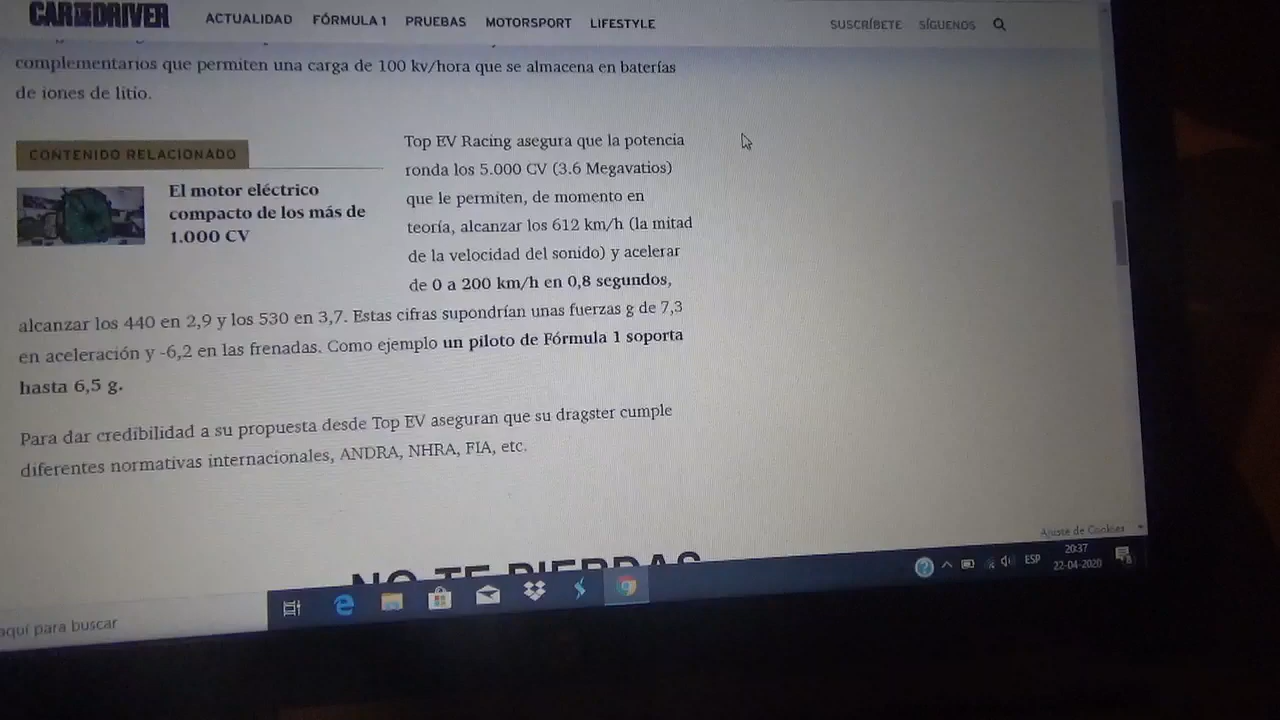 CAR AND DRIVER
ACTUALIDAD FÓRMULA 1 PRUEBAS MOTORSPORT LIFESTYLE
SUSCRÍBETE SÍGUENOS
complementarios que permiten una carga de 100 kv/hora que se almacena en baterías
de iones de litio.
CONTENIDO RELACIONADO
El motor eléctrico
compacto de los más de
1.000 CV
Top EV Racing asegura que la potencia
ronda los 5.000 CV (3.6 Megavatios)
que le permiten, de momento en
teoría, alcanzar los 612 km/h (la mitad
de la velocidad del sonido) y acelerar
de 0 a 200 km/h en 0,8 segundos,
alcanzar los 440 en 2,9 y los 530 en 3,7. Estas cifras supondrían unas fuerzas g de 7,3
en aceleración y -6,2 en las frenadas. Como ejemplo un piloto de Fórmula 1 soporta
hasta 6,5 g.
Para dar credibilidad a su propuesta desde Top EV aseguran que su dragster cumple
diferentes normativas internacionales, ANDRA, NHRA, FIA, etc.
Ajuste de Cookies
NO TE PIERDAS
aquí para buscar
ESP
20:37
22-04-2020